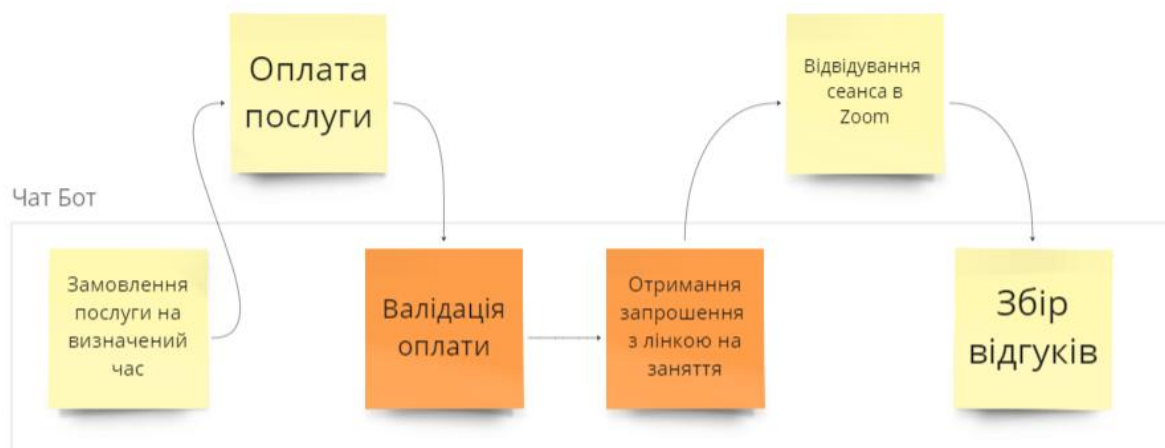 Оплата
послуги
Відвідування
сеанса в
Zoom
Чат Бот
Замовлення
послуги на
визначений
час
Валідація
оплати
Отримання
запрошення
з лінкою на
заняття
Збір
відгуків